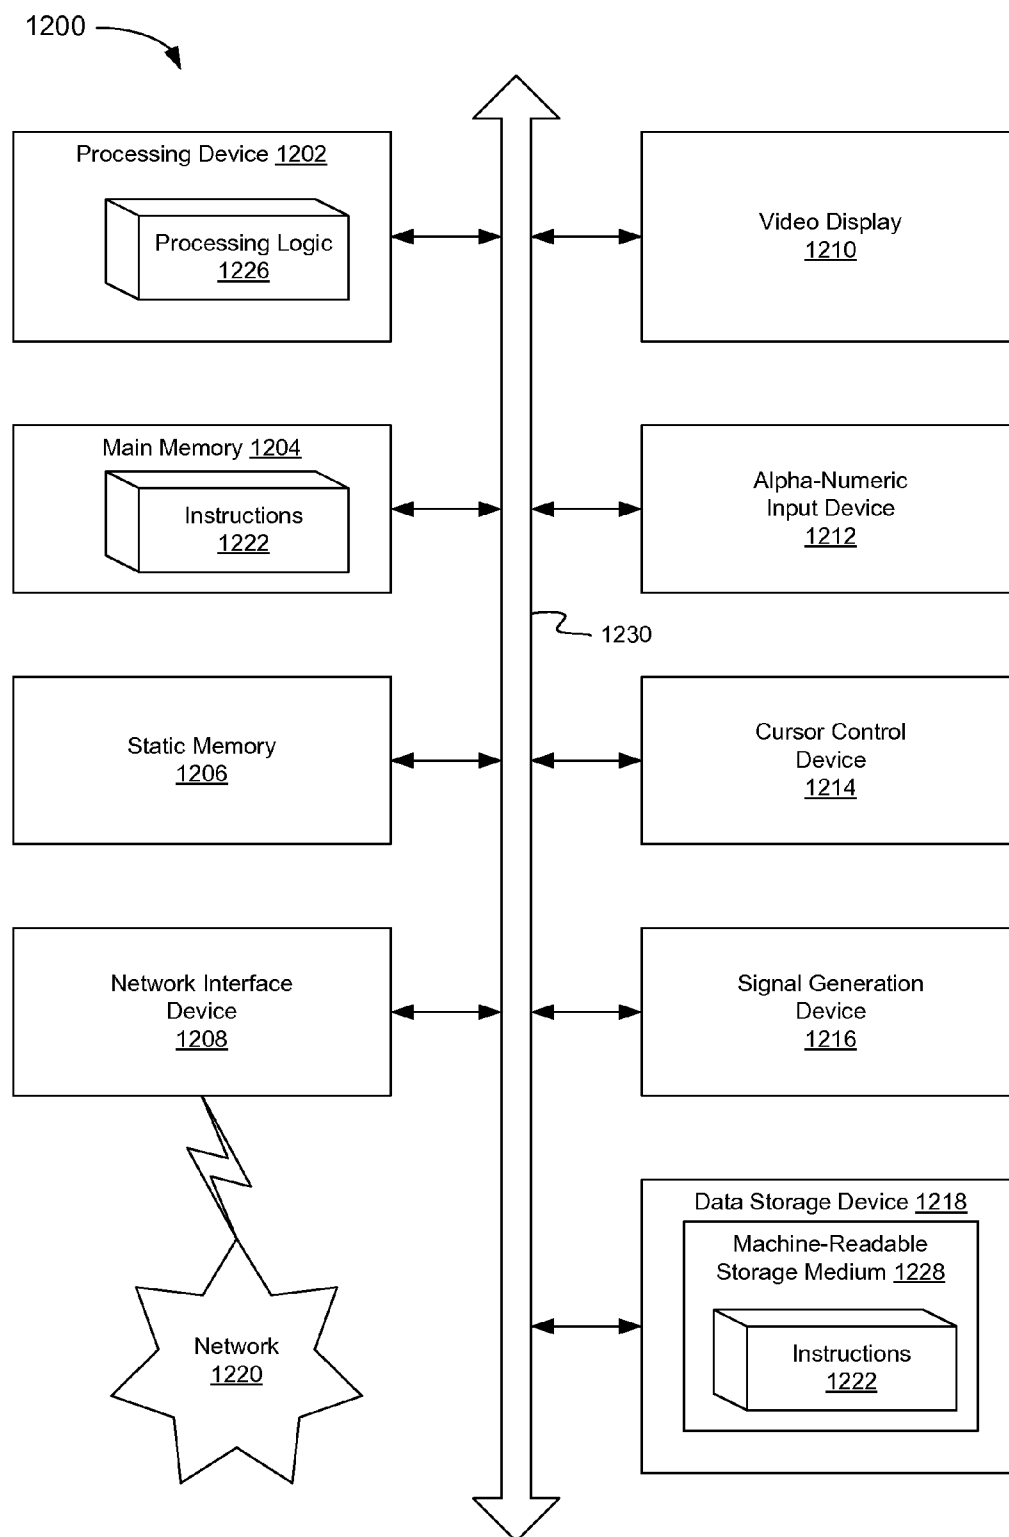 1200
Processing Device 1202
Processing Logic
1226
Video Display
1210
Main Memory 1204
Instructions
1222
Alpha-Numeric
Input Device
1212
1230
Static Memory
1206
Cursor Control
Device
1214
Network Interface
Device
1208
Signal Generation
Device
1216
Data Storage Device 1218
Machine-Readable
Storage Medium 1228
Instructions
1222
Network
1220